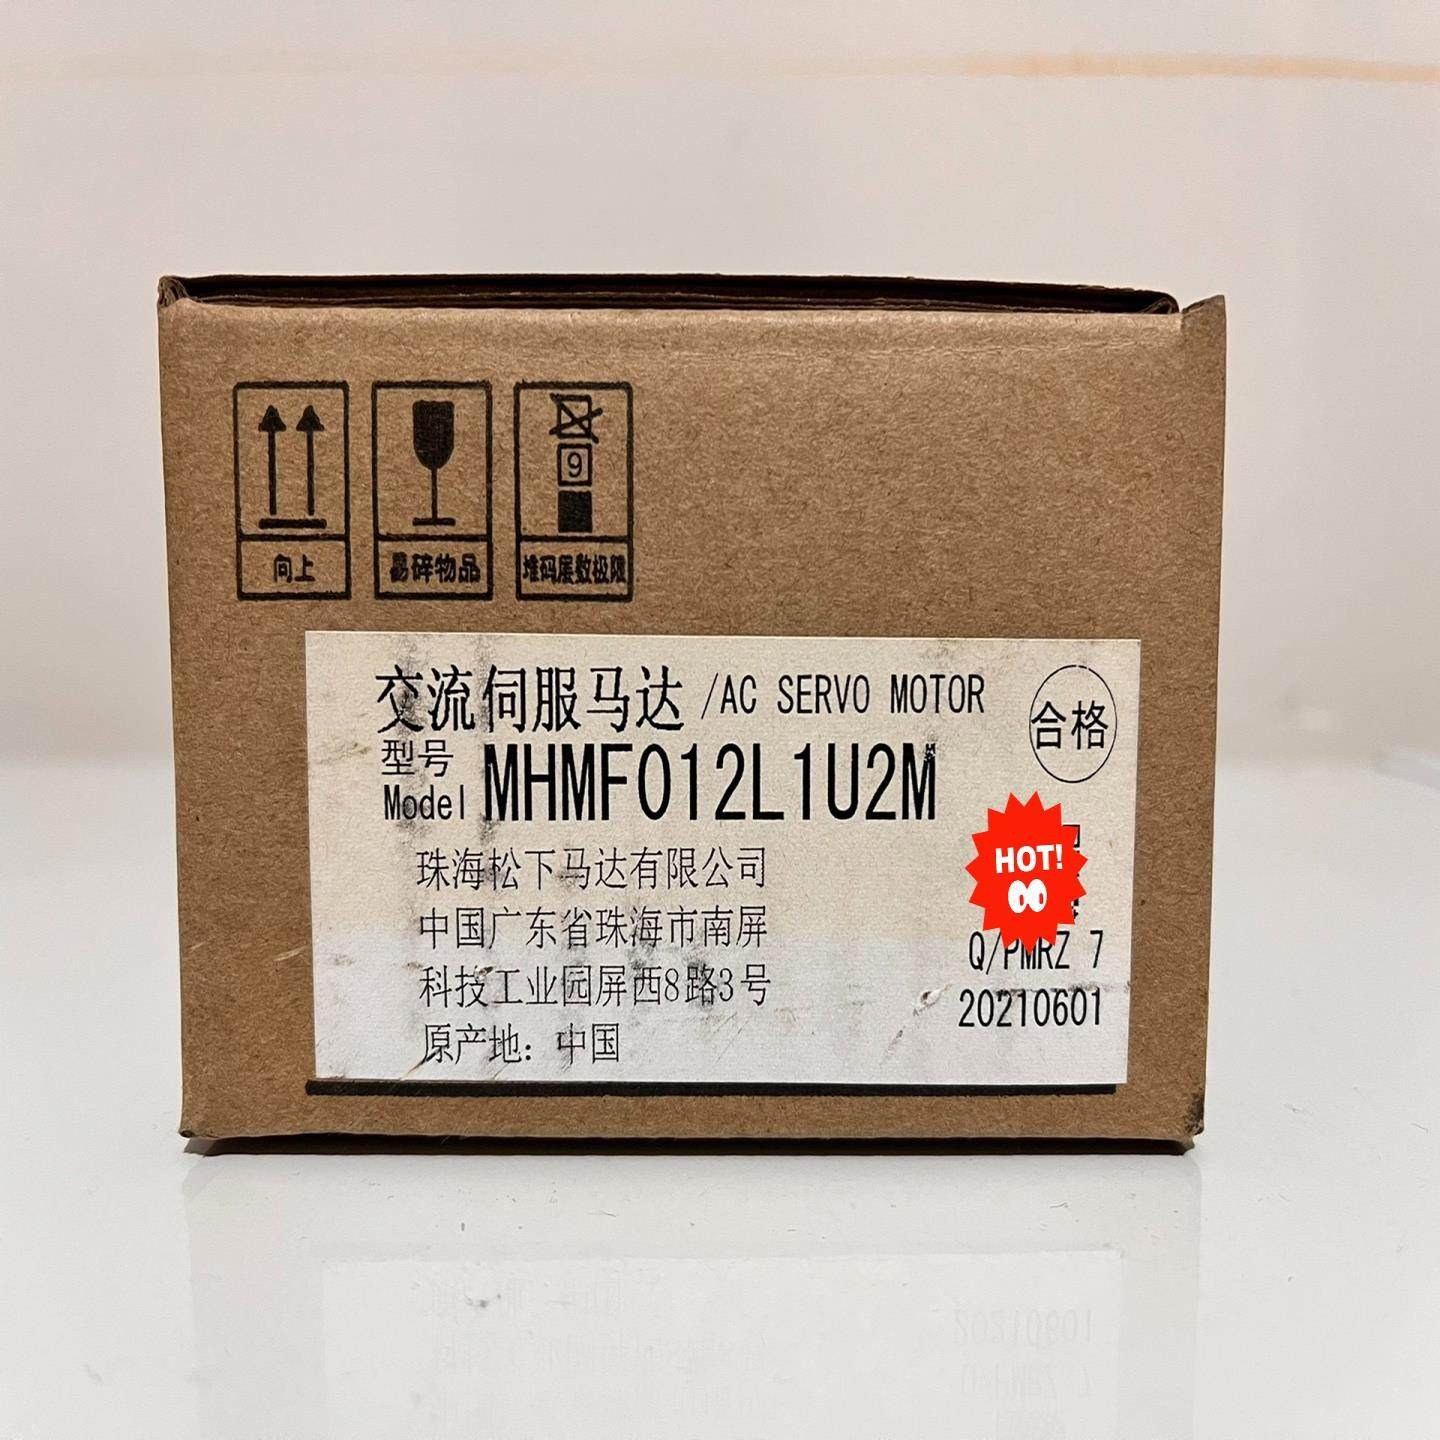 9
向上
易碎物品
堆码层数极限
交流伺服马达 /AC SERVO MOTOR
合格
型号
Model MHMF012L1U2M
珠海松下马达有限公司
中国广东省珠海市南屏
科技工业园屏西8路3号
原产地：中国
HOT!
Q/PMRZ 7
20210601